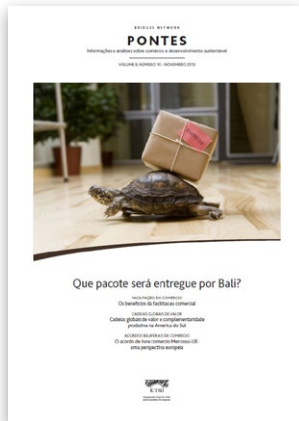 BRIDGES NETWORK
PONTES
Informações e análises sobre comércio e desenvolvimento sustentável
VOLUME 9, NÚMERO 10 - NOVEMBRO 2013
Que pacote será entregue por Bali?
FACILITAÇÃO DO COMÉRCIO
Os benefícios da facilitação comercial
CADEIAS GLOBAIS DE VALOR
Cadeias globais de valor e complementaridade
produtiva na América do Sul
ACORDOS BILATERAIS DE COMÉRCIO
O acordo de livre comércio Mercosul-UE:
uma perspectiva europeia
ICTSD